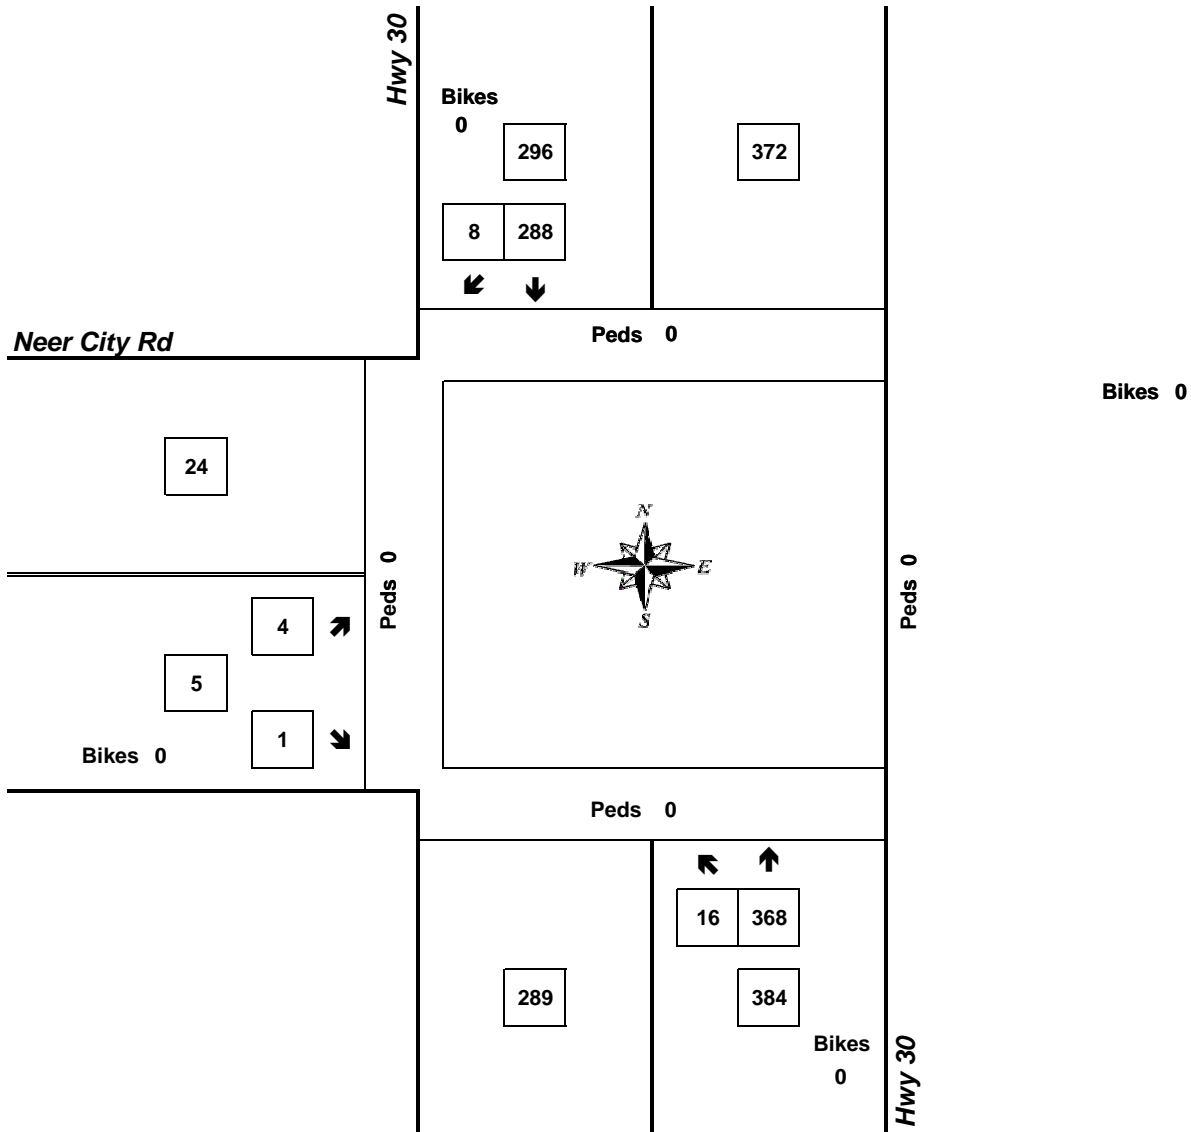 Hwy 30
Bikes
0
296
372
8 288
Neer City Rd
Peds 0
Bikes 0
24
N
W E
S
Peds 0
Peds 0
4
5
1
Bikes 0
Peds 0
16 368
289
384
Bikes
0
Hwy 30